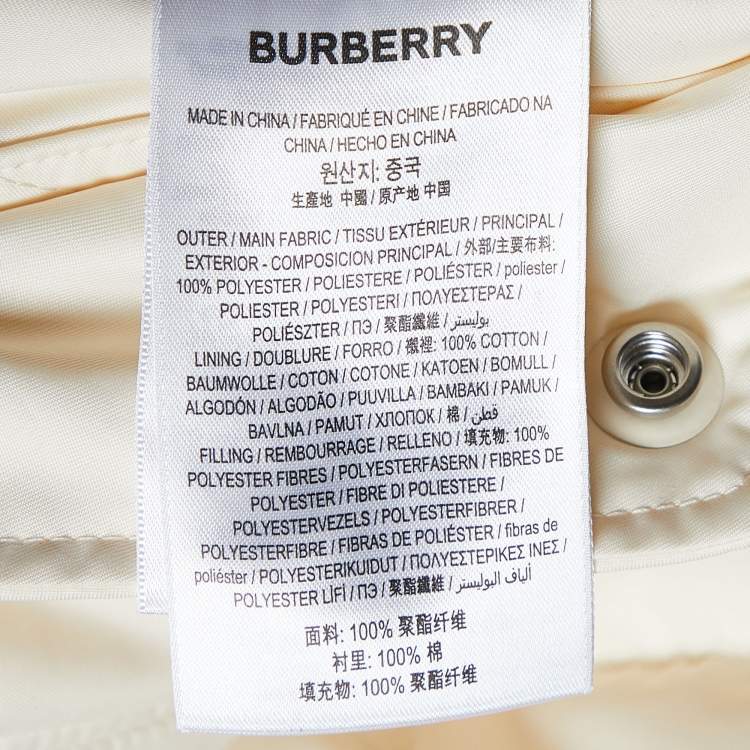 BURBERRY
MADE IN CHINA / FABRIQUÉ EN CHINE / FABRICADO NA
CHINA / HECHO EN CHINA
원산지: 중국
生產地 中國 / 原产地 中国
OUTER / MAIN FABRIC / TISSU EXTÉRIEUR / PRINCIPAL /
EXTERIOR - COMPOSICION PRINCIPAL / 外部/主要布料:
100% POLYESTER / POLIESTERE / POLIÉSTER / poliester /
POLIESTER / POLYESTERI / ΠΟΛΥΕΣΤΕΡΑΣ /
POLIÉSZTER / ПЭ / 聚酯纖維 / بوليستر /
LINING / DOUBLURE / FORRO / 襯裡: 100% COTTON /
BAUMWOLLE / COTON / COTONE / KATOEN / BOMULL /
ALGODÓN / ALGODÃO / PUUVILLA / BAMBAKI / PAMUK /
BAVLNA / PAMUT / ХЛОПОК / 棉 / قطن /
FILLING / REMBOURRAGE / RELLENO / 填充物: 100%
POLYESTER FIBRES / POLYESTERFASERN / FIBRES DE
POLYESTER / FIBRE DI POLIESTERE /
POLYESTERVEZELS / POLYESTERFIBRER /
POLYESTERFIBRE / FIBRAS DE POLIÉSTER / fibras de
poliéster / POLYESTERIKUIDUT / ΠΟΛΥΕΣΤΕΡΙΚΕΣ ΙΝΕΣ /
POLYESTER LİFİ / ПЭ / 聚酯纖維 / ألياف البوليستر
面料: 100% 聚酯纤维
衬里: 100% 棉
填充物: 100% 聚酯纤维